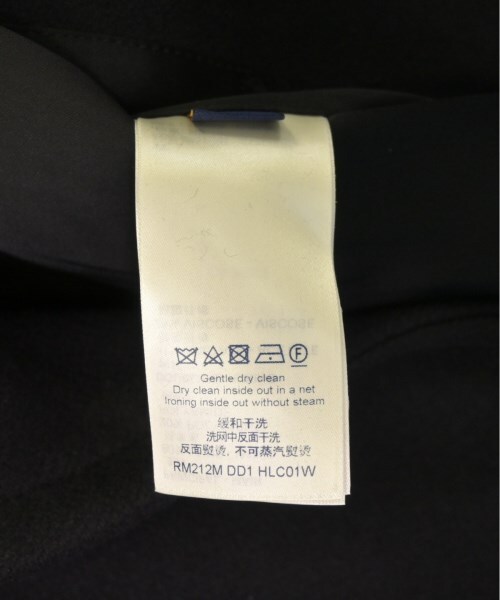 Gentle dry clean
Dry clean inside out in a net
Ironing inside out without steam
缓和干洗
洗网中反面干洗
反面熨烫, 不可蒸汽熨烫
RM212M DD1 HLC01W